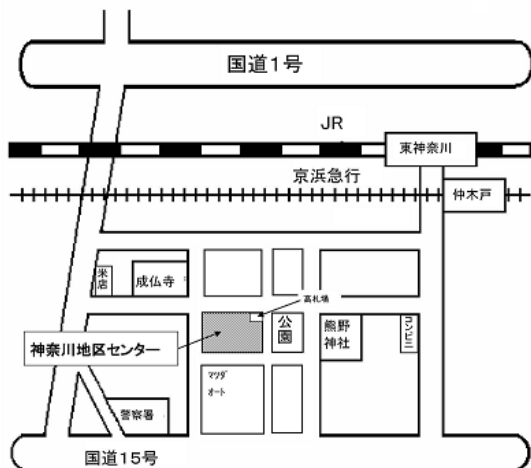 国道1号
JR
東神奈川
京浜急行
仲木戸
米店
成仏寺
高札場
公園
熊野
神社
コンビニ
神奈川地区センター
マツダ
オート
警察署
国道15号